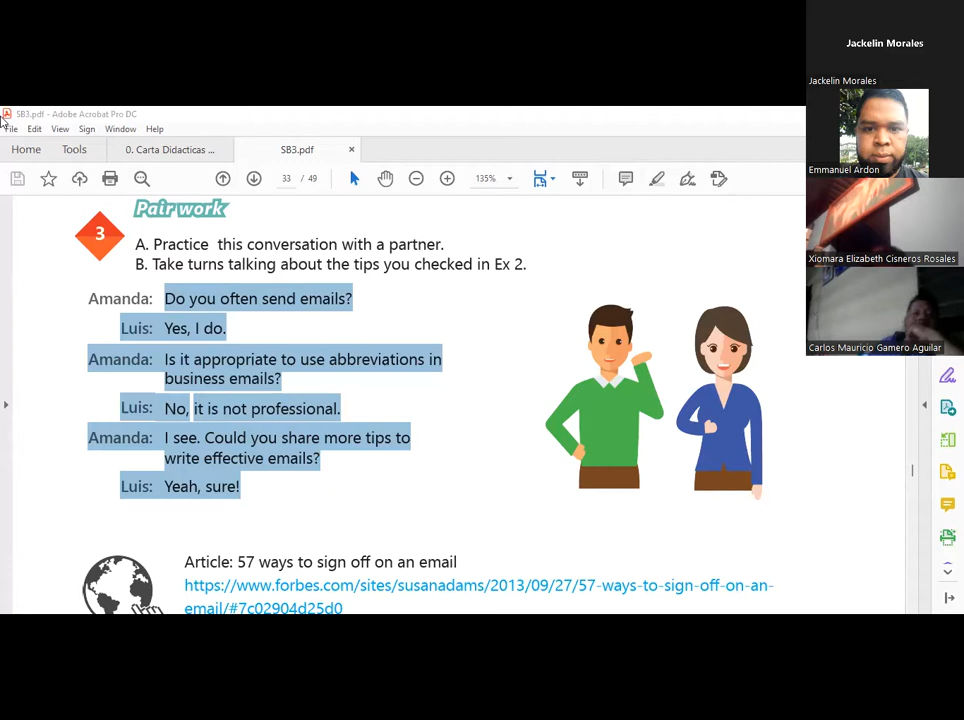 Jackelin Morales
Jackelin Morales
Emmanuel Ardon
Xiomara Elizabeth Cisneros Rosales
Carlos Mauricio Gamero Aguilar
SB3.pdf - Adobe Acrobat Pro DC
File Edit View Sign Window Help
Home Tools 0. Carta Didacticas ... SB3.pdf ×
33 / 49 135%
Pair work
3
A. Practice this conversation with a partner.
B. Take turns talking about the tips you checked in Ex 2.
Amanda: Do you often send emails?
Luis: Yes, I do.
Amanda: Is it appropriate to use abbreviations in
business emails?
Luis: No, it is not professional.
Amanda: I see. Could you share more tips to
write effective emails?
Luis: Yeah, sure!
Article: 57 ways to sign off on an email
https://www.forbes.com/sites/susanadams/2013/09/27/57-ways-to-sign-off-on-an-
email/#7c02904d25d0